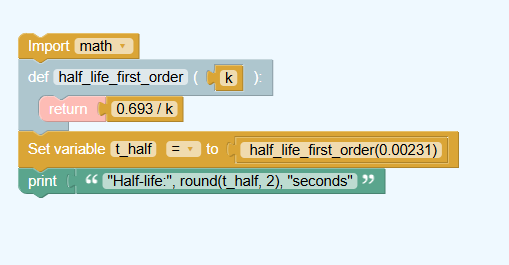 Import math
def half_life_first_order ( k ):
return 0.693 / k
Set variable t_half = to half_life_first_order(0.00231)
print “ "Half-life:", round(t_half, 2), "seconds" ”